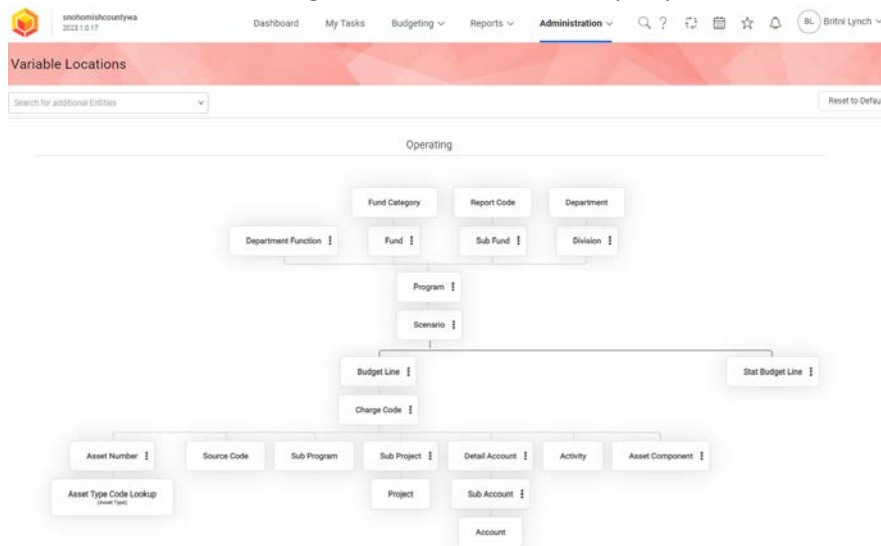 snohomishcountywa
2023.1.0.17
Dashboard My Tasks Budgeting Reports Administration ? BL Britni Lynch
Variable Locations
Search for additional Entities
Reset to Defau
Operating
Fund Category Report Code Department
Department Function Fund Sub Fund Division
Program
Scenario
Budget Line Stat Budget Line
Charge Code
Asset Number Source Code Sub Program Sub Project Detail Account Activity Asset Component
Asset Type Code Lookup Project Sub Account
(Asset Type)
Account